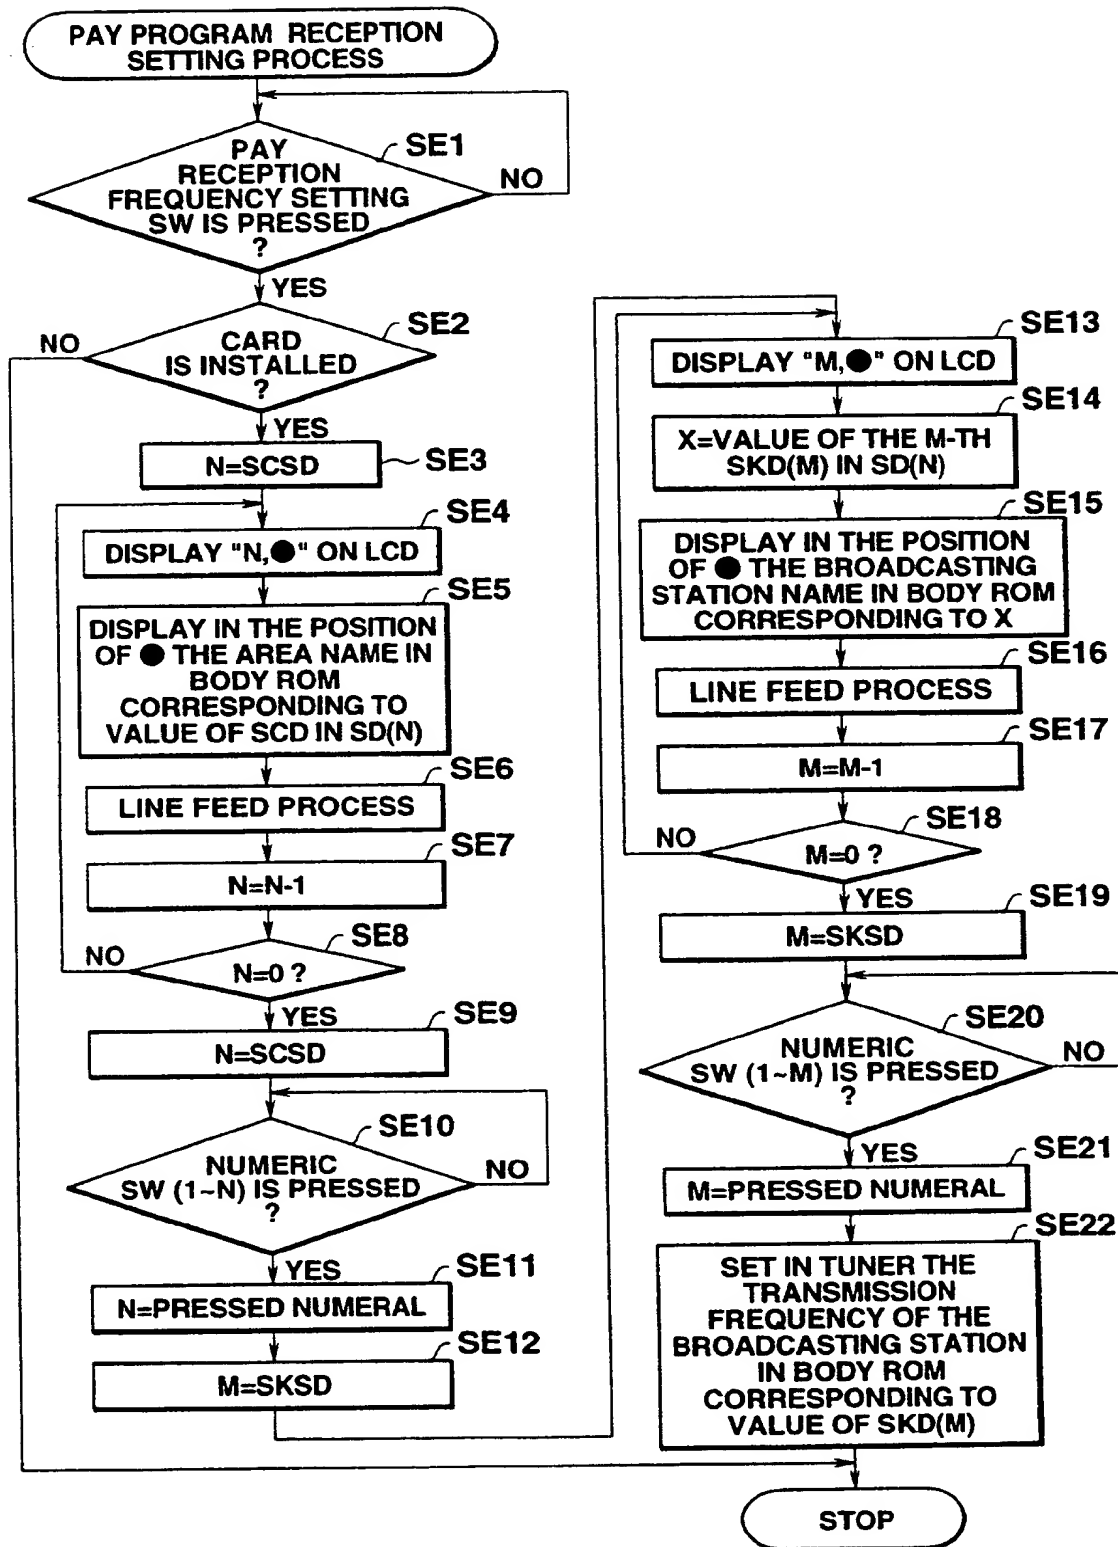 PAY PROGRAM RECEPTION
SETTING PROCESS
SE1
PAY
RECEPTION
FREQUENCY SETTING
SW IS PRESSED
?
NO
YES
SE2
NO
CARD
IS INSTALLED
?
YES
SE3
N=SCSD
SE4
DISPLAY "N,●" ON LCD
SE5
DISPLAY IN THE POSITION
OF ● THE AREA NAME IN
BODY ROM
CORRESPONDING TO
VALUE OF SCD IN SD(N)
SE6
LINE FEED PROCESS
SE7
N=N-1
SE8
NO
N=0 ?
YES
SE9
N=SCSD
SE10
NUMERIC
SW (1~N) IS PRESSED
?
NO
YES
SE11
N=PRESSED NUMERAL
SE12
M=SKSD
SE13
DISPLAY "M,●" ON LCD
SE14
X=VALUE OF THE M-TH
SKD(M) IN SD(N)
SE15
DISPLAY IN THE POSITION
OF ● THE BROADCASTING
STATION NAME IN BODY ROM
CORRESPONDING TO X
SE16
LINE FEED PROCESS
SE17
M=M-1
SE18
NO
M=0 ?
YES
SE19
M=SKSD
SE20
NUMERIC
SW (1~M) IS PRESSED
?
NO
YES
SE21
M=PRESSED NUMERAL
SE22
SET IN TUNER THE
TRANSMISSION
FREQUENCY OF THE
BROADCASTING STATION
IN BODY ROM
CORRESPONDING TO
VALUE OF SKD(M)
STOP